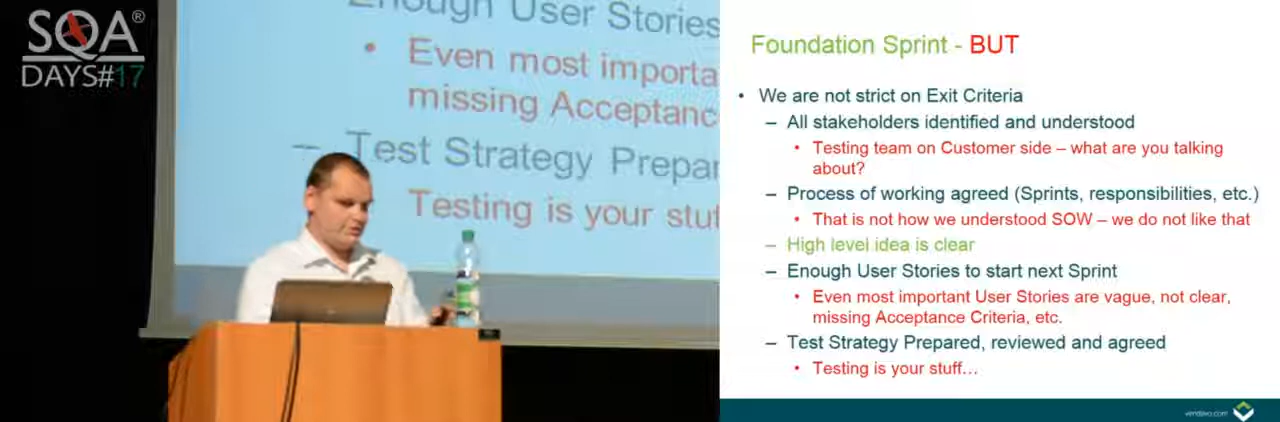 SQA®
DAYS#17
Enough User Stories
• Even most importa
missing Acceptanc
– Test Strategy Prepar
Testing is your stuf
Foundation Sprint - BUT
• We are not strict on Exit Criteria
– All stakeholders identified and understood
• Testing team on Customer side – what are you talking
about?
– Process of working agreed (Sprints, responsibilities, etc.)
• That is not how we understood SOW – we do not like that
– High level idea is clear
– Enough User Stories to start next Sprint
• Even most important User Stories are vague, not clear,
missing Acceptance Criteria, etc.
– Test Strategy Prepared, reviewed and agreed
• Testing is your stuff…